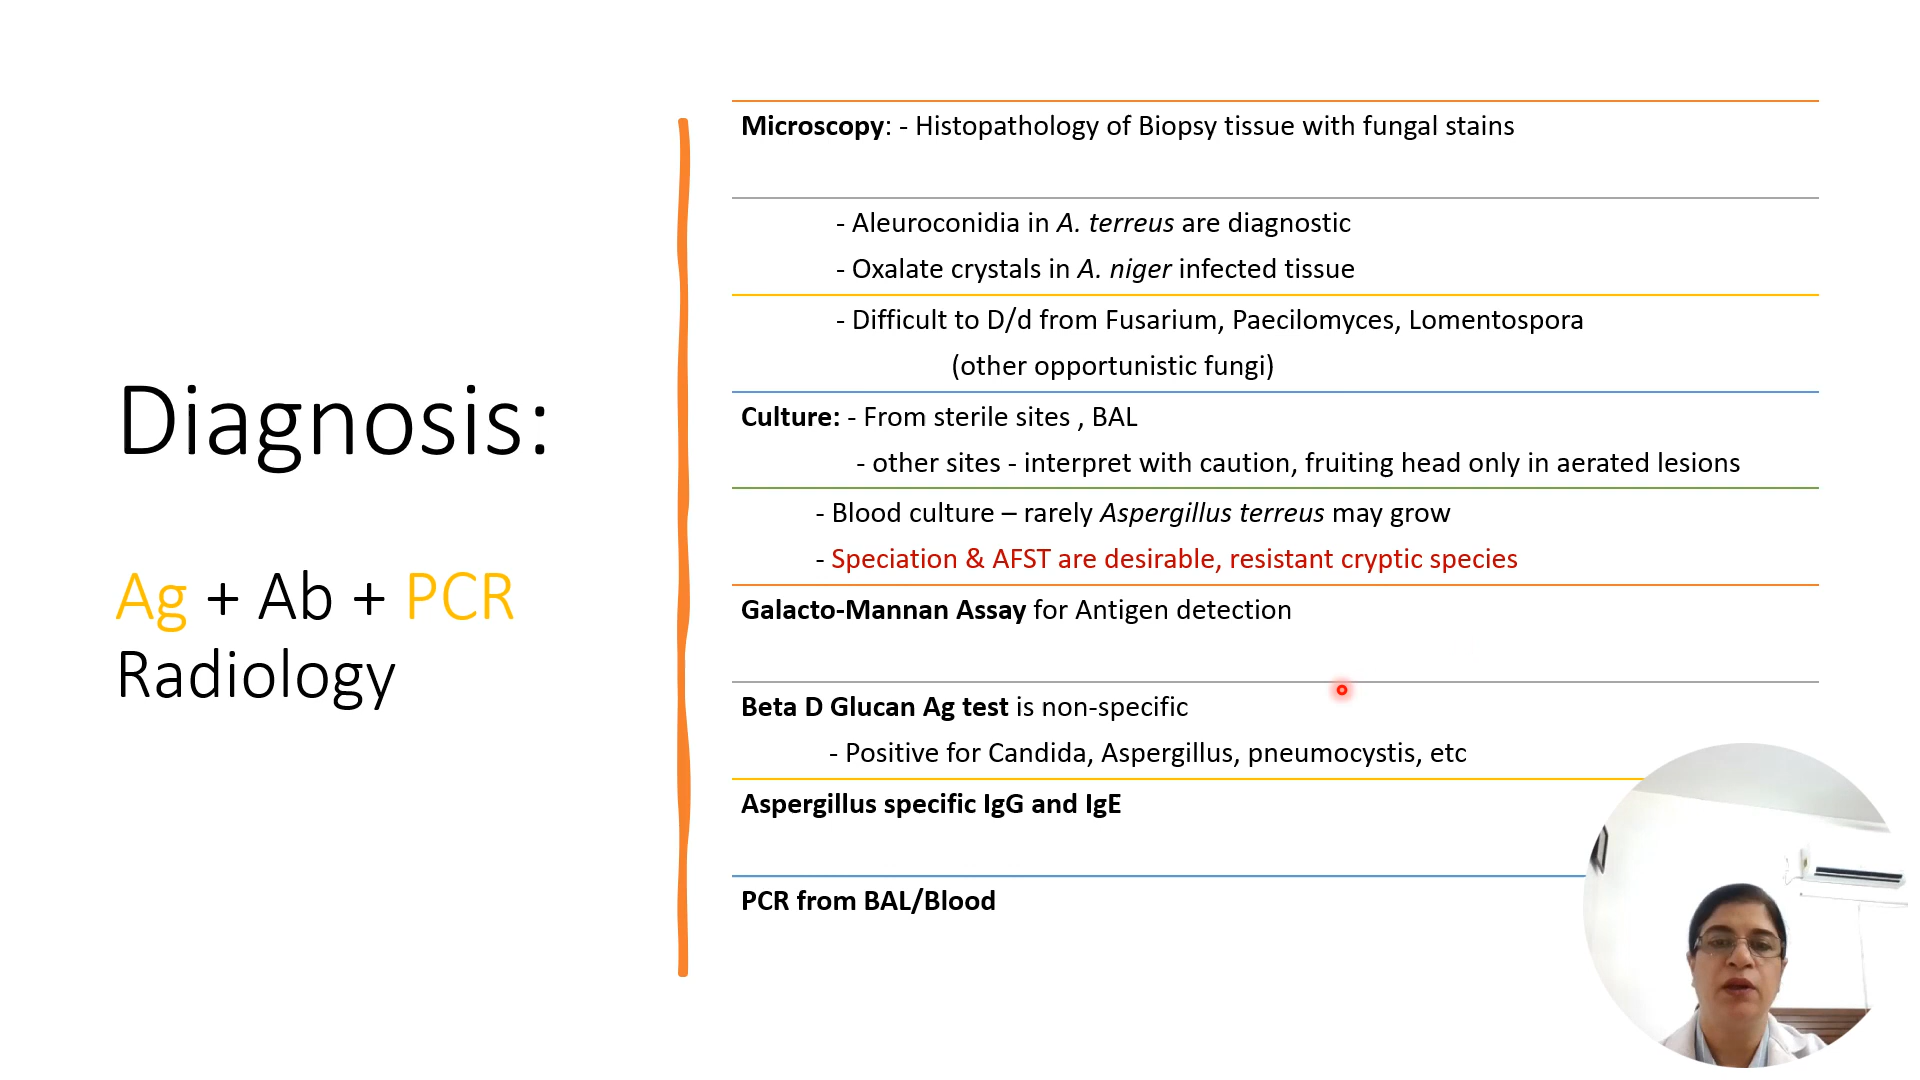 Diagnosis:
Ag + Ab + PCR
Radiology
Microscopy: - Histopathology of Biopsy tissue with fungal stains
- Aleuroconidia in A. terreus are diagnostic
- Oxalate crystals in A. niger infected tissue
- Difficult to D/d from Fusarium, Paecilomyces, Lomentospora
(other opportunistic fungi)
Culture: - From sterile sites , BAL
- other sites - interpret with caution, fruiting head only in aerated lesions
- Blood culture – rarely Aspergillus terreus may grow
- Speciation & AFST are desirable, resistant cryptic species
Galacto-Mannan Assay for Antigen detection
Beta D Glucan Ag test is non-specific
- Positive for Candida, Aspergillus, pneumocystis, etc
Aspergillus specific IgG and IgE
PCR from BAL/Blood